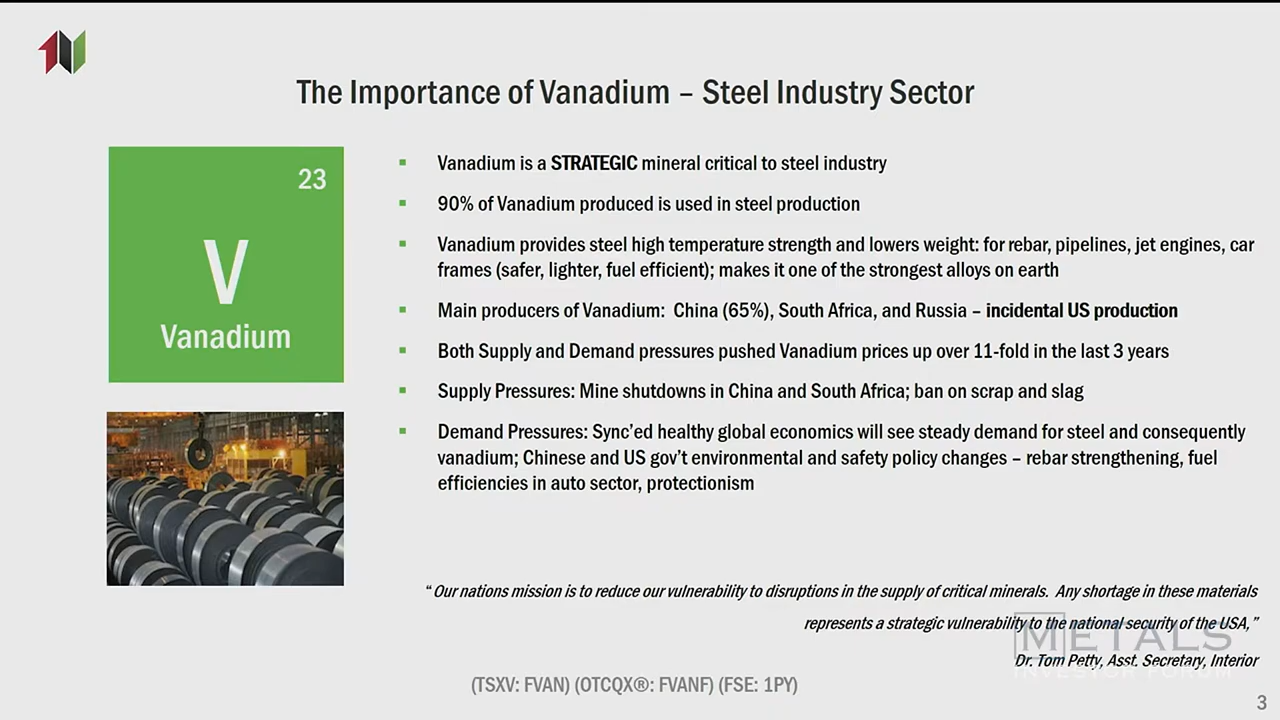 The Importance of Vanadium – Steel Industry Sector
23
V
Vanadium
▪ Vanadium is a STRATEGIC mineral critical to steel industry
▪ 90% of Vanadium produced is used in steel production
▪ Vanadium provides steel high temperature strength and lowers weight: for rebar, pipelines, jet engines, car
frames (safer, lighter, fuel efficient); makes it one of the strongest alloys on earth
▪ Main producers of Vanadium: China (65%), South Africa, and Russia – incidental US production
▪ Both Supply and Demand pressures pushed Vanadium prices up over 11-fold in the last 3 years
▪ Supply Pressures: Mine shutdowns in China and South Africa; ban on scrap and slag
▪ Demand Pressures: Sync’ed healthy global economics will see steady demand for steel and consequently
vanadium; Chinese and US gov’t environmental and safety policy changes – rebar strengthening, fuel
efficiencies in auto sector, protectionism
“Our nations mission is to reduce our vulnerability to disruptions in the supply of critical minerals. Any shortage in these materials
represents a strategic vulnerability to the national security of the USA,”
Dr. Tom Petty, Asst. Secretary, Interior
METALS
INVESTOR FORUM
(TSXV: FVAN) (OTCQX®: FVANF) (FSE: 1PY)
3